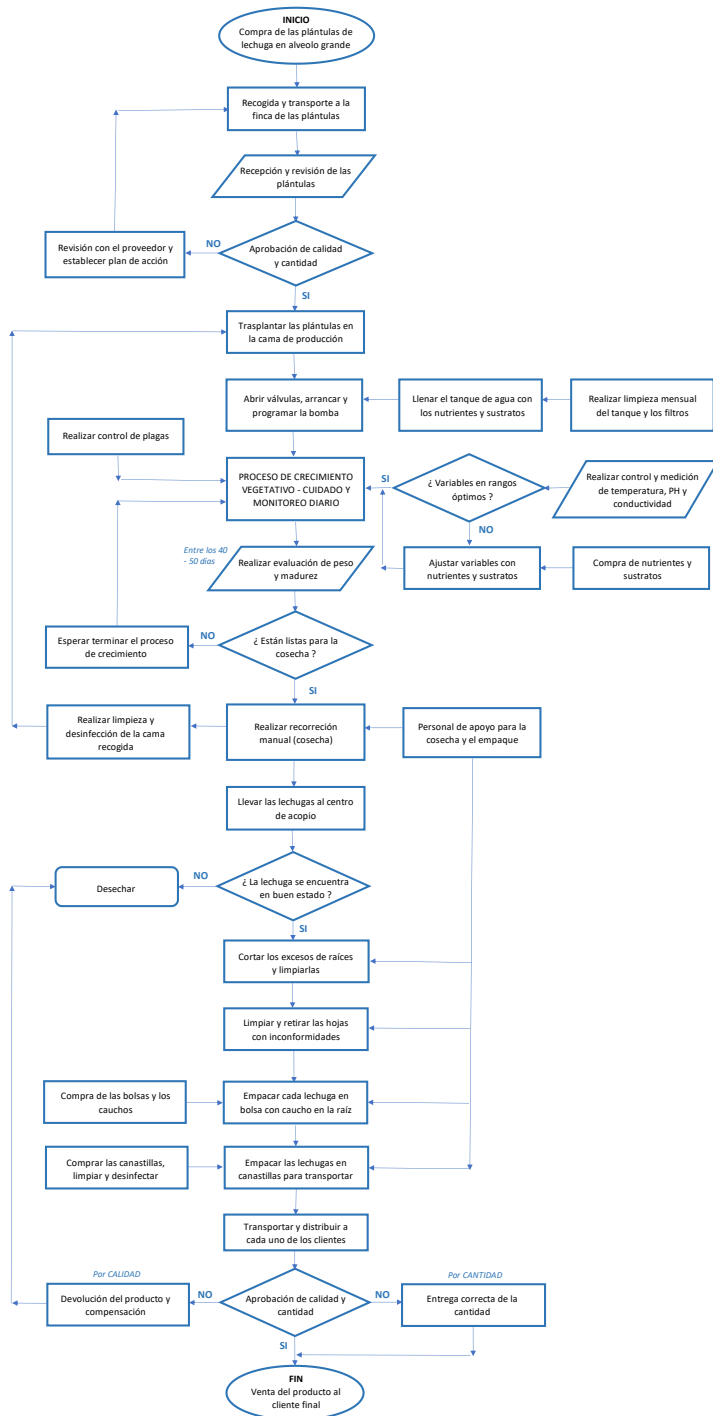 INICIO
Compra de las plántulas de
lechuga en alveolo grande
Recogida y transporte a la
finca de las plántulas
Recepción y revisión de las
plántulas
Aprobación de calidad
y cantidad
NO
Revisión con el proveedor y
establecer plan de acción
SI
Trasplantar las plántulas en
la cama de producción
Abrir válvulas, arrancar y
programar la bomba
Llenar el tanque de agua con
los nutrientes y sustratos
Realizar limpieza mensual
del tanque y los filtros
Realizar control de plagas
PROCESO DE CRECIMIENTO
VEGETATIVO - CUIDADO Y
MONITOREO DIARIO
SI
¿ Variables en rangos
óptimos ?
Realizar control y medición
de temperatura, PH y
conductividad
NO
Entre los 40
- 50 días
Realizar evaluación de peso
y madurez
Ajustar variables con
nutrientes y sustratos
Compra de nutrientes y
sustratos
¿ Están listas para la
cosecha ?
NO
Esperar terminar el proceso
de crecimiento
SI
Realizar limpieza y
desinfección de la cama
recogida
Realizar recorreción
manual (cosecha)
Personal de apoyo para la
cosecha y el empaque
Llevar las lechugas al centro
de acopio
¿ La lechuga se encuentra
en buen estado ?
NO
Desechar
SI
Cortar los excesos de raíces
y limpiarlas
Limpiar y retirar las hojas
con inconformidades
Compra de las bolsas y los
cauchos
Empacar cada lechuga en
bolsa con caucho en la raíz
Comprar las canastillas,
limpiar y desinfectar
Empacar las lechugas en
canastillas para transportar
Transportar y distribuir a
cada uno de los clientes
Por CALIDAD
Devolución del producto y
compensación
NO
Aprobación de calidad y
cantidad
NO
Por CANTIDAD
Entrega correcta de la
cantidad
SI
FIN
Venta del producto al
cliente final